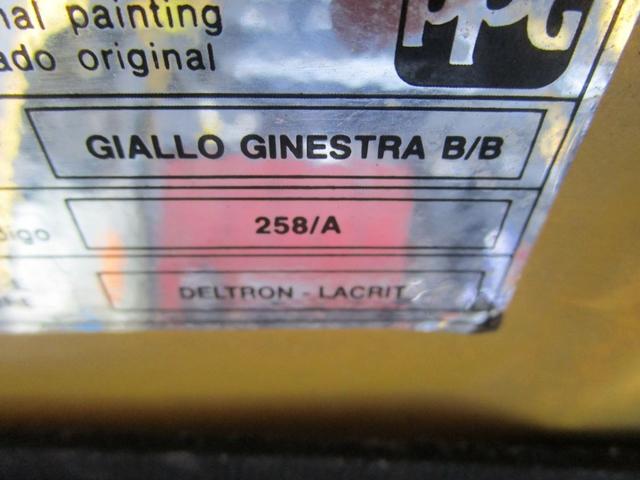 nal painting
ado original
ppg
GIALLO GINESTRA B/B
digo
258/A
DELTRON - LACRIT